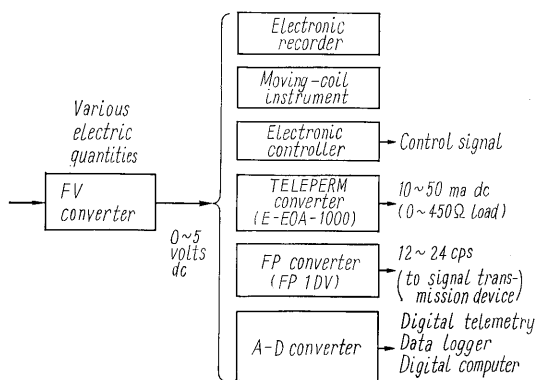 Various
electric
quantities
FV
converter
0~5
volts
dc
Electronic
recorder
Moving-coil
instrument
Electronic
controller
Control signal
TELEPERM
converter
(E-EOA-1000)
10~50 ma dc
(0~450Ω Load)
FP converter
(FP 1DV)
12~24 cps
(to signal trans-
mission device)
A-D converter
Digital telemetry
Data logger
Digital computer